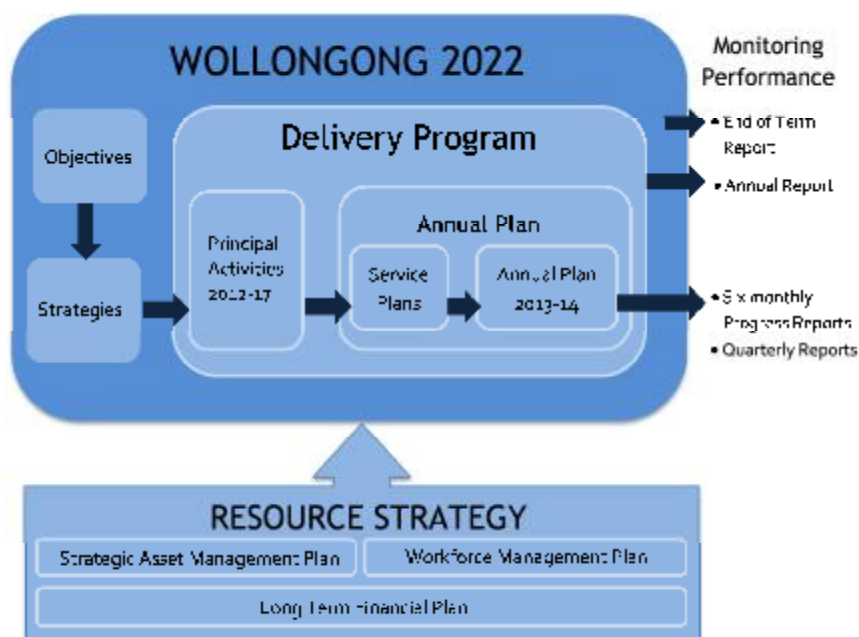 WOLLONGONG 2022
Monitoring
Performance
Objectives
Strategies
Delivery Program
Principal
Activities
2012-17
Annual Plan
Service
Plans
Annual Plan
2013-14
• End of Term
Report
• Annual Report
• Six monthly
Progress Reports
• Quarterly Reports
RESOURCE STRATEGY
Strategic Asset Management Plan
Workforce Management Plan
Long Term Financial Plan